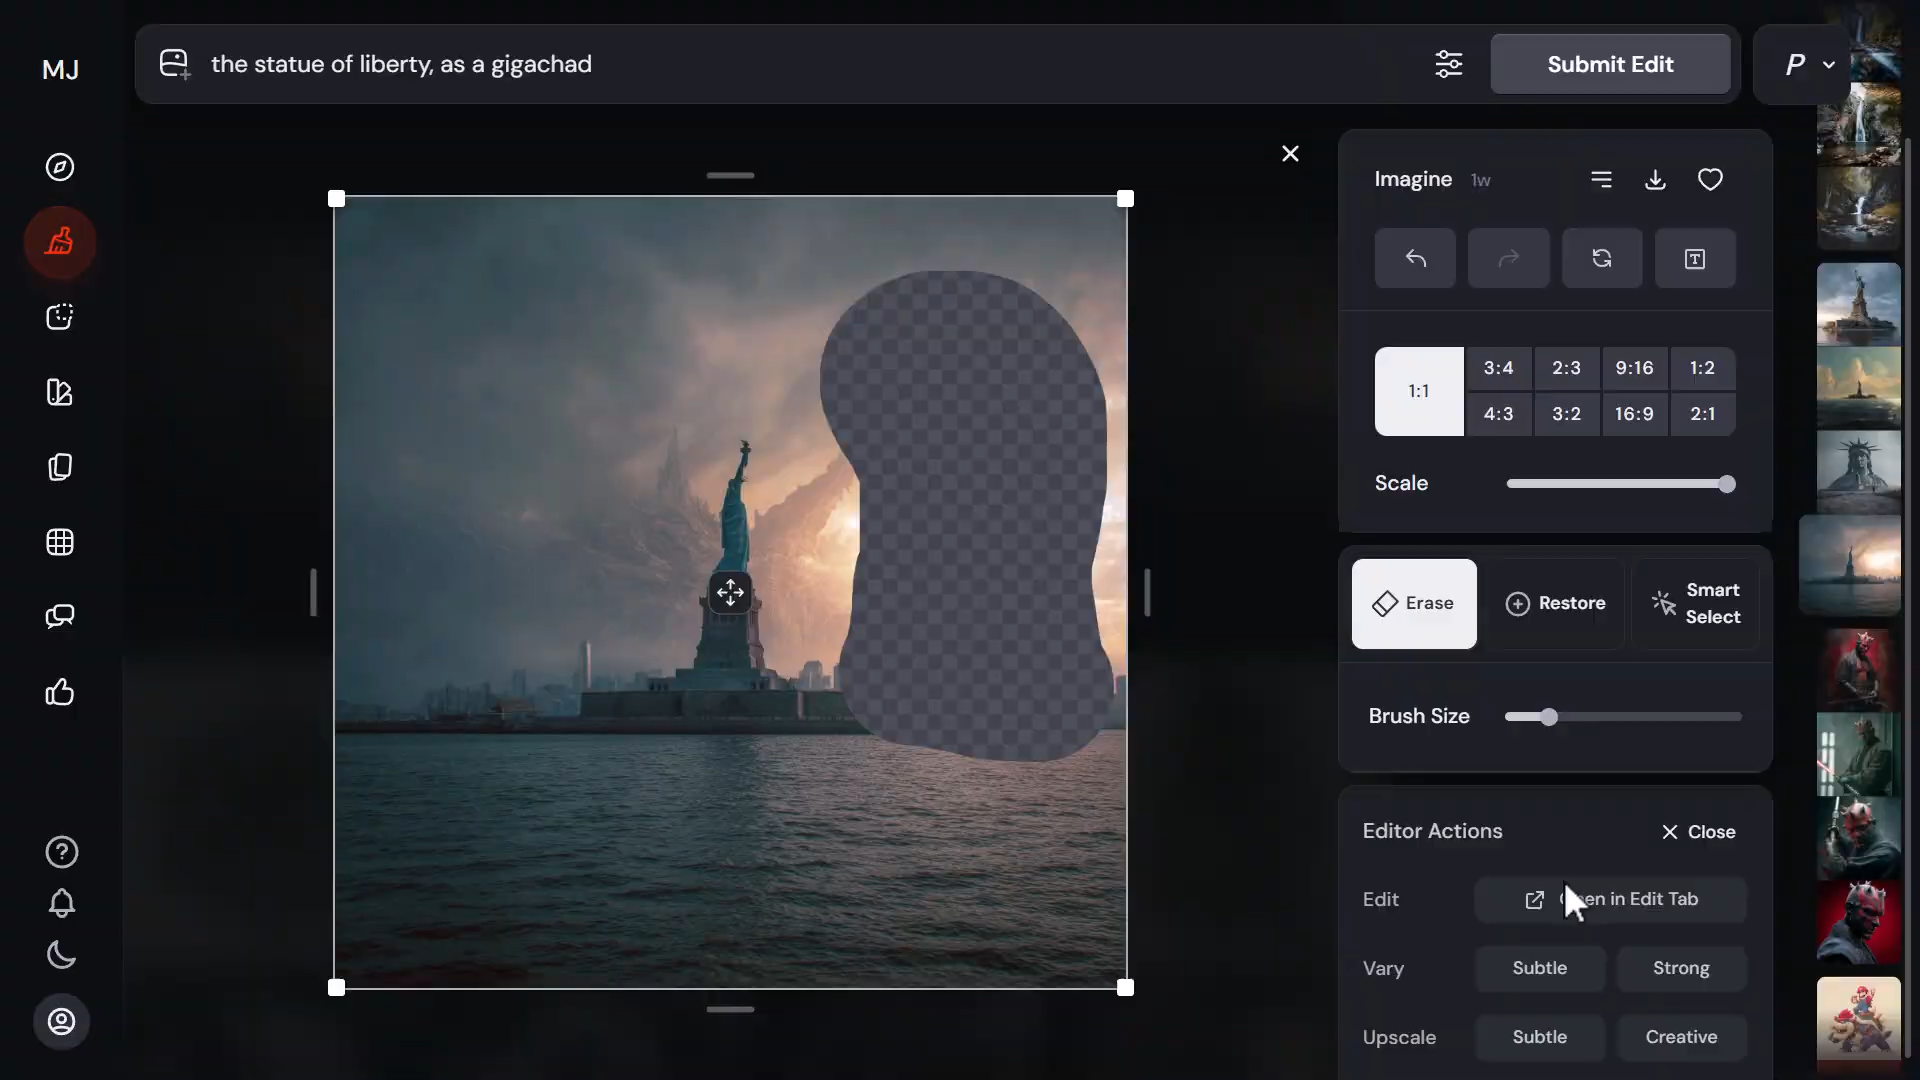 MJ
the statue of liberty, as a gigachad
Submit Edit
P
Imagine 1w
1:1
3:4 2:3 9:16 1:2
4:3 3:2 16:9 2:1
Scale
Erase
Restore
Smart
Select
Brush Size
Editor Actions
Close
Edit
en in Edit Tab
Vary
Subtle
Strong
Upscale
Subtle
Creative